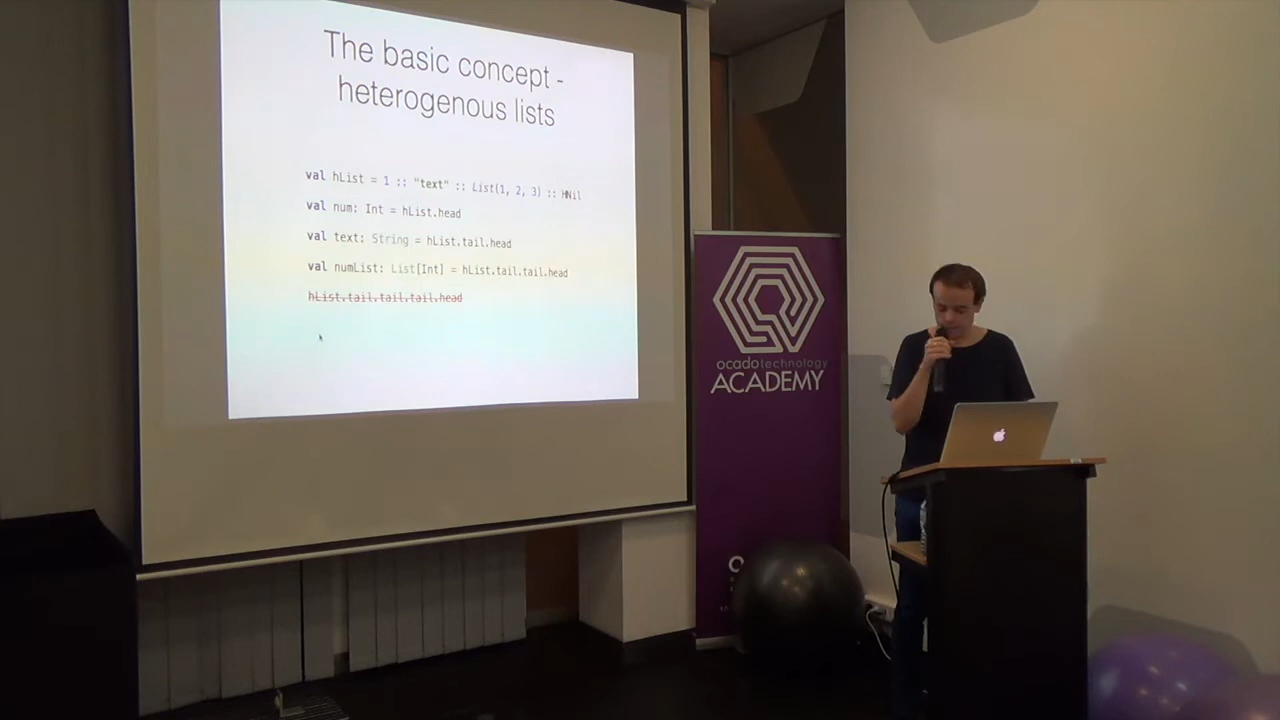 The basic concept -
heterogenous lists
val hList = 1 :: "text" :: List(1, 2, 3) :: HNil
val num: Int = hList.head
val text: String = hList.tail.head
val numList: List[Int] = hList.tail.tail.head
hList.tail.tail.tail.head
ocadotechnology
ACADEMY